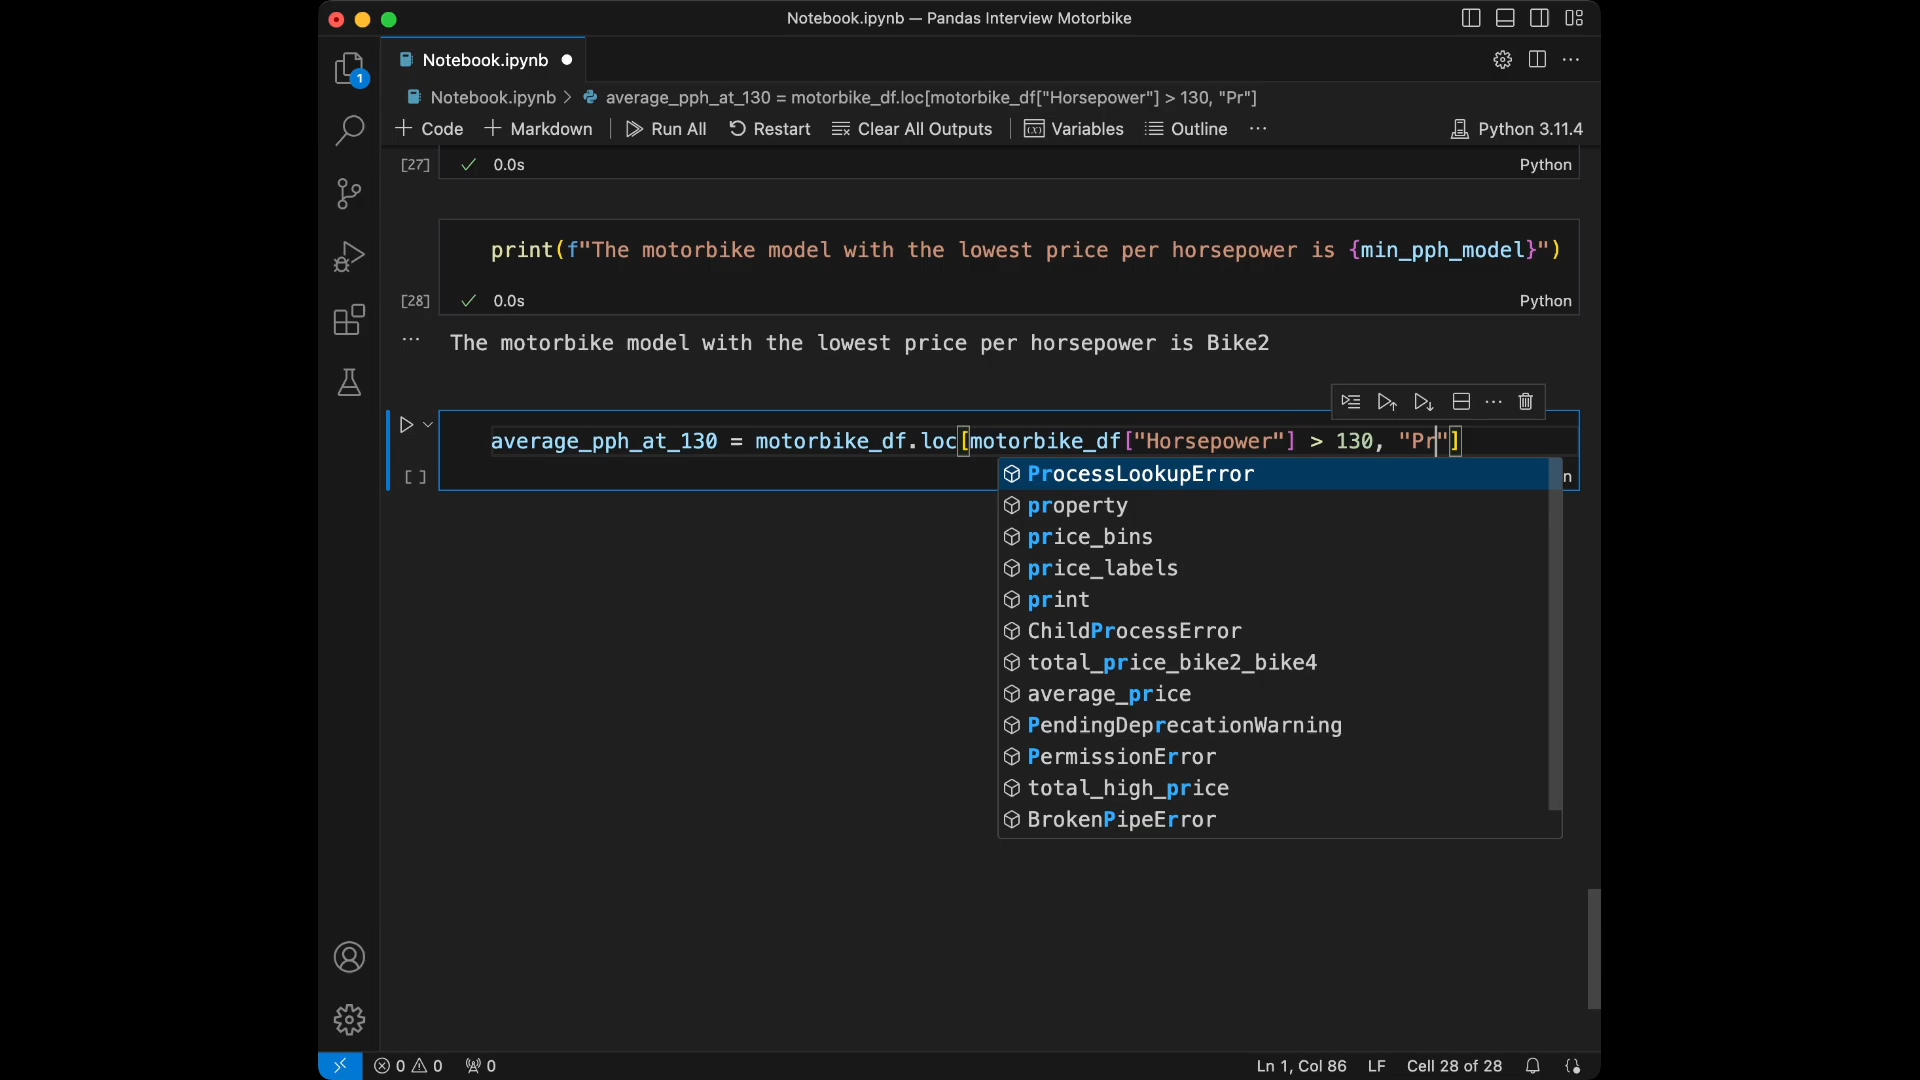 Notebook.ipynb — Pandas Interview Motorbike
Notebook.ipynb
1
Notebook.ipynb > average_pph_at_130 = motorbike_df.loc[motorbike_df["Horsepower"] > 130, "Pr"]
+ Code + Markdown Run All Restart Clear All Outputs Variables Outline ... Python 3.11.4
[27] 0.0s Python
print(f"The motorbike model with the lowest price per horsepower is {min_pph_model}")
[28] 0.0s Python
... The motorbike model with the lowest price per horsepower is Bike2
average_pph_at_130 = motorbike_df.loc[motorbike_df["Horsepower"] > 130, "Pr"]
[ ] n
ProcessLookupError
property
price_bins
price_labels
print
ChildProcessError
total_price_bike2_bike4
average_price
PendingDeprecationWarning
PermissionError
total_high_price
BrokenPipeError
0 0 0 Ln 1, Col 86 LF Cell 28 of 28